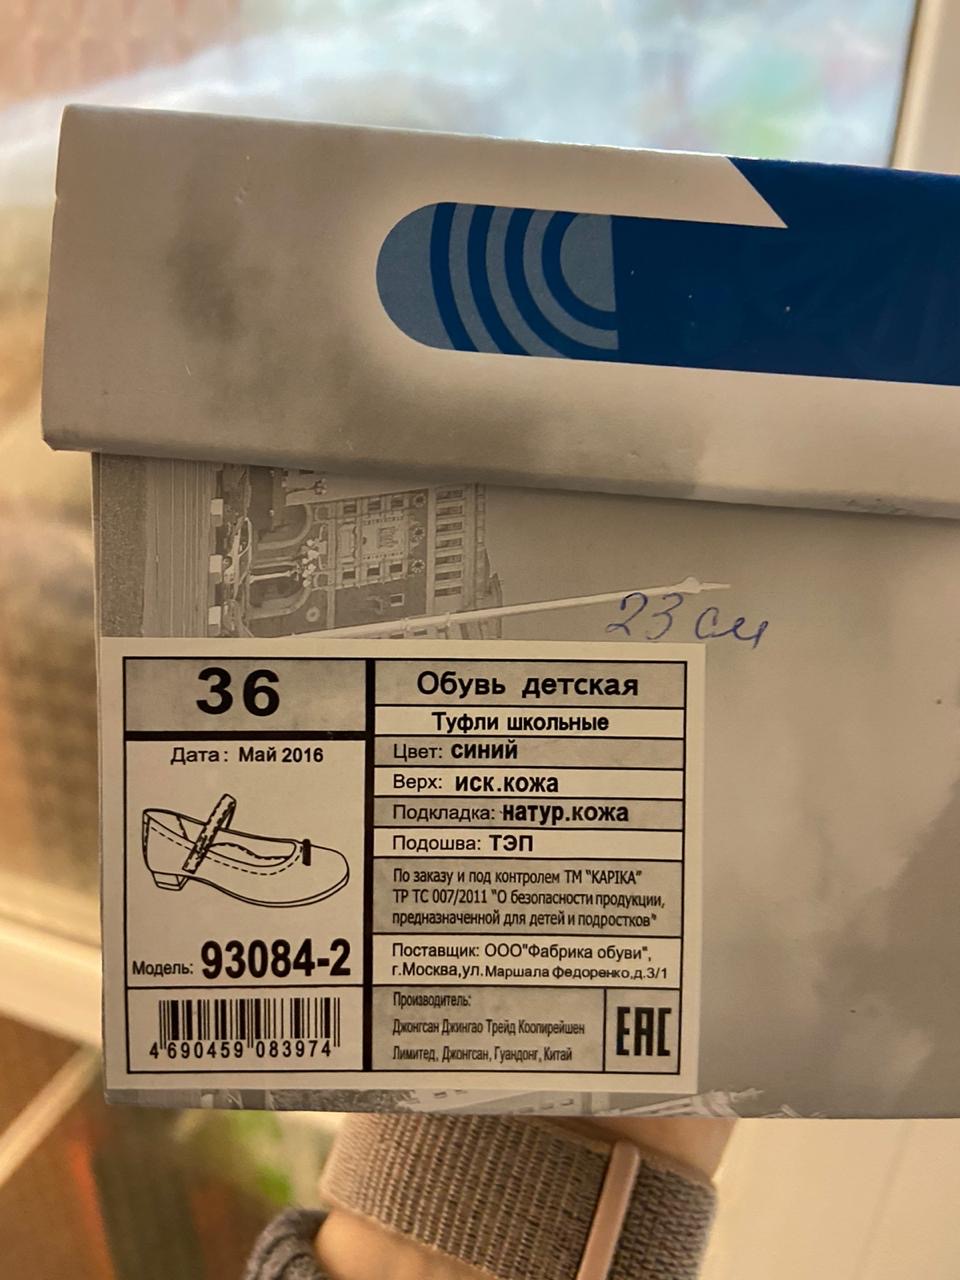 23 см
36
Дата: Май 2016
Модель: 93084-2
4 690459 083974
Обувь детская
Туфли школьные
Цвет: синий
Верх: иск.кожа
Подкладка: натур.кожа
Подошва: ТЭП
По заказу и под контролем ТМ "KAPIKA"
ТР ТС 007/2011 "О безопасности продукции,
предназначенной для детей и подростков"
Поставщик: ООО"Фабрика обуви",
г.Москва,ул.Маршала Федоренко,д.3/1
Производитель:
Джонгсан Джингао Трейд Коопирейшен
Лимитед, Джонгсан, Гуандонг, Китай
ЕАС